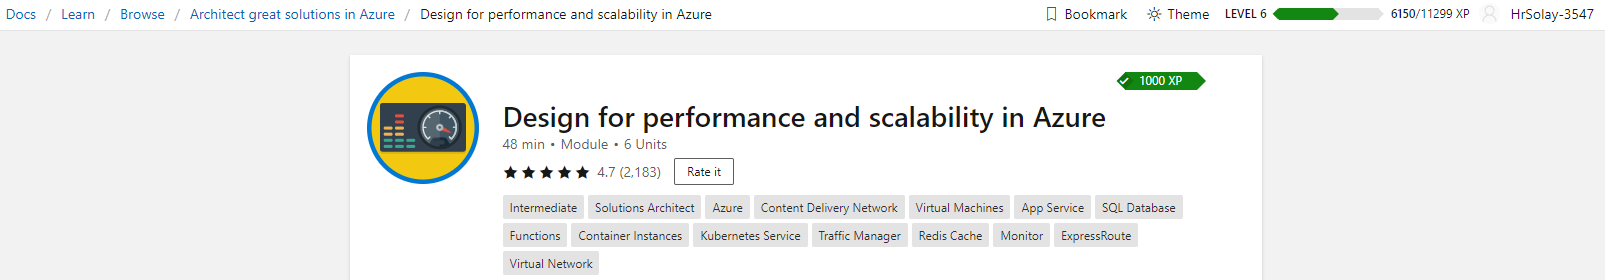 Docs / Learn / Browse / Architect great solutions in Azure / Design for performance and scalability in Azure Bookmark Theme LEVEL 6 6150/11299 XP HrSolay-3547
1000 XP
Design for performance and scalability in Azure
48 min • Module • 6 Units
4.7 (2,183) Rate it
Intermediate Solutions Architect Azure Content Delivery Network Virtual Machines App Service SQL Database
Functions Container Instances Kubernetes Service Traffic Manager Redis Cache Monitor ExpressRoute
Virtual Network